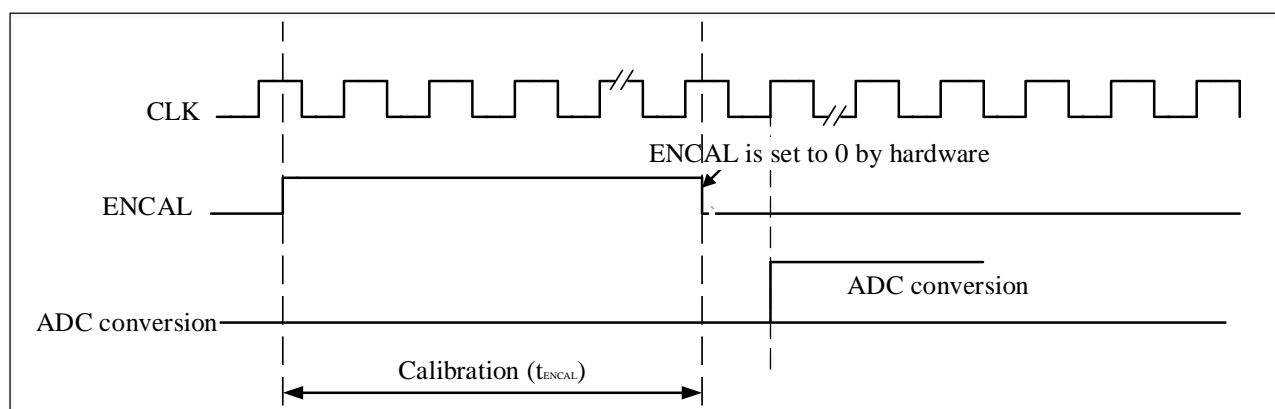 CLK
ENCAL is set to 0 by hardware
ENCAL
ADC conversion
ADC conversion
Calibration (tENCAL)